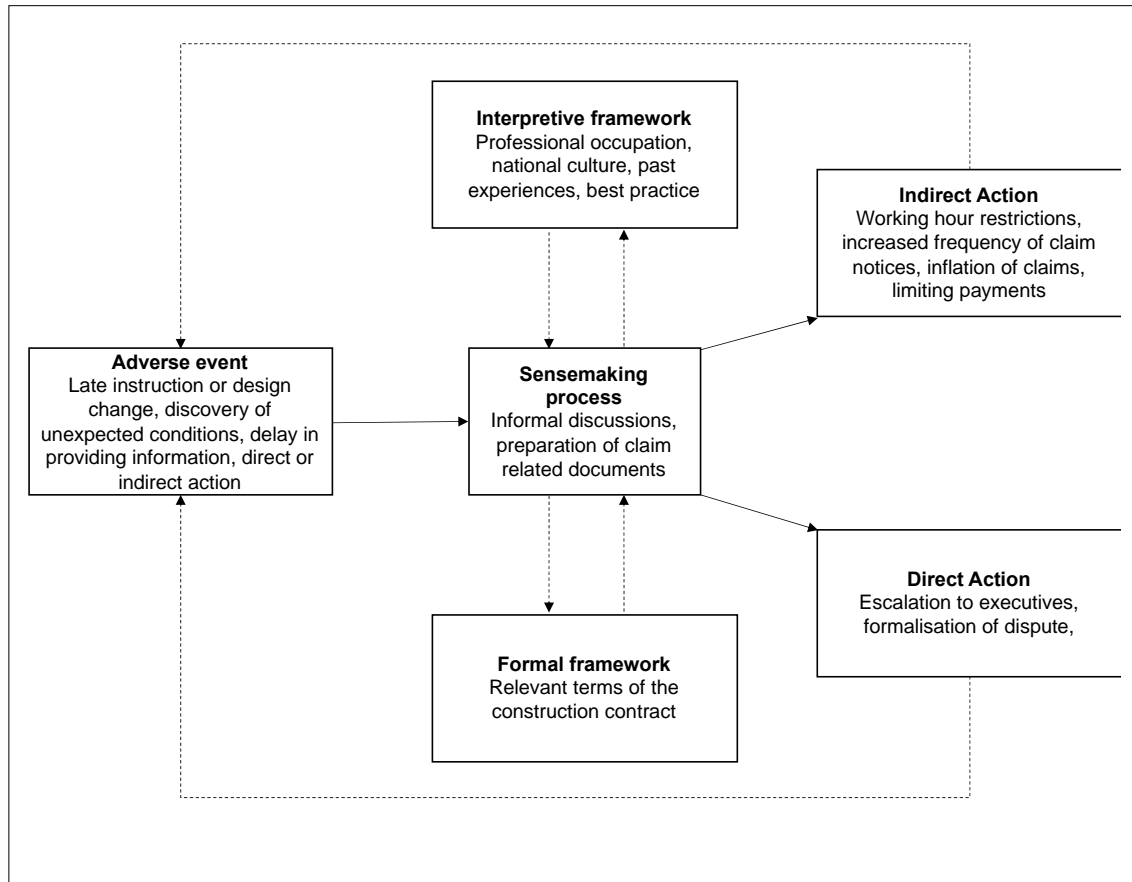 Interpretive framework
Professional occupation,
national culture, past
experiences, best practice
Indirect Action
Working hour restrictions,
increased frequency of claim
notices, inflation of claims,
limiting payments
Adverse event
Late instruction or design
change, discovery of
unexpected conditions, delay in
providing information, direct or
indirect action
Sensemaking
process
Informal discussions,
preparation of claim
related documents
Direct Action
Escalation to executives,
formalisation of dispute,
Formal framework
Relevant terms of the
construction contract